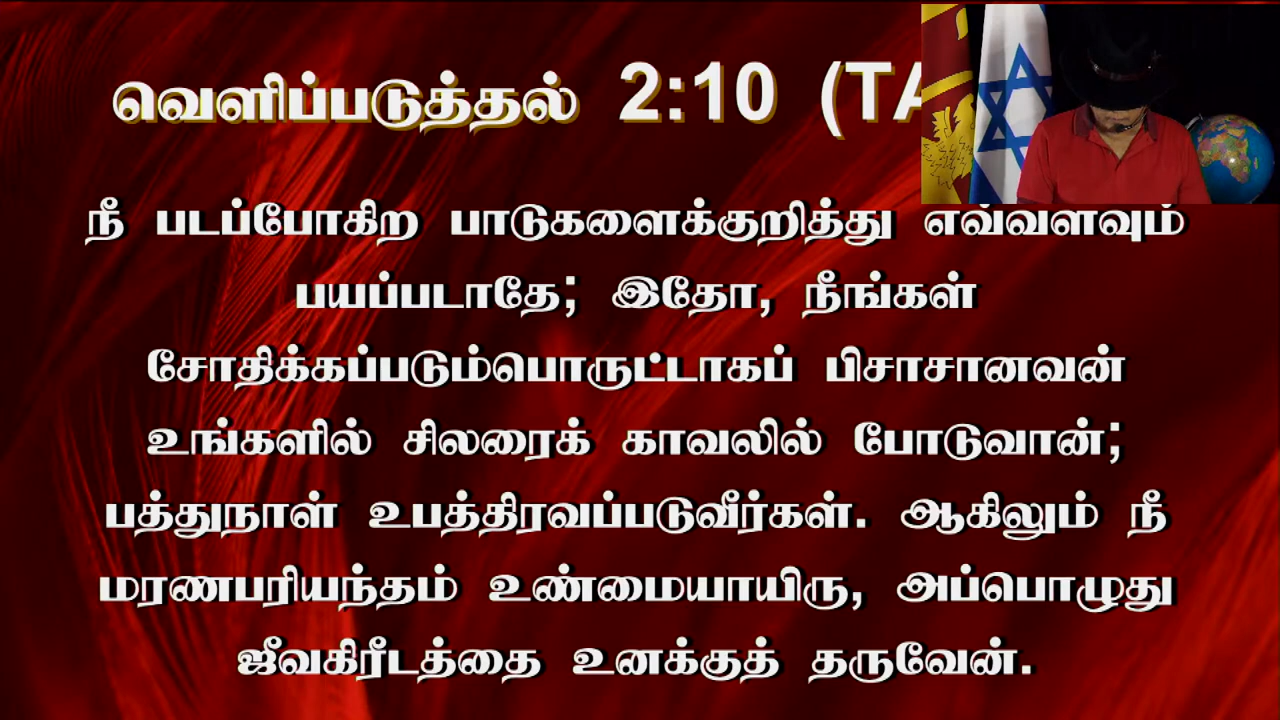 வெளிப்படுத்தல் 2:10 (TA
நீ படப்போகிற பாடுகளைக்குறித்து எவ்வளவும்
பயப்படாதே; இதோ, நீங்கள்
சோதிக்கப்படும்பொருட்டாகப் பிசாசானவன்
உங்களில் சிலரைக் காவலில் போடுவான்;
பத்துநாள் உபத்திரவப்படுவீர்கள். ஆகிலும் நீ
மரணபரியந்தம் உண்மையாயிரு, அப்பொழுது
ஜீவகிரீடத்தை உனக்குத் தருவேன்.